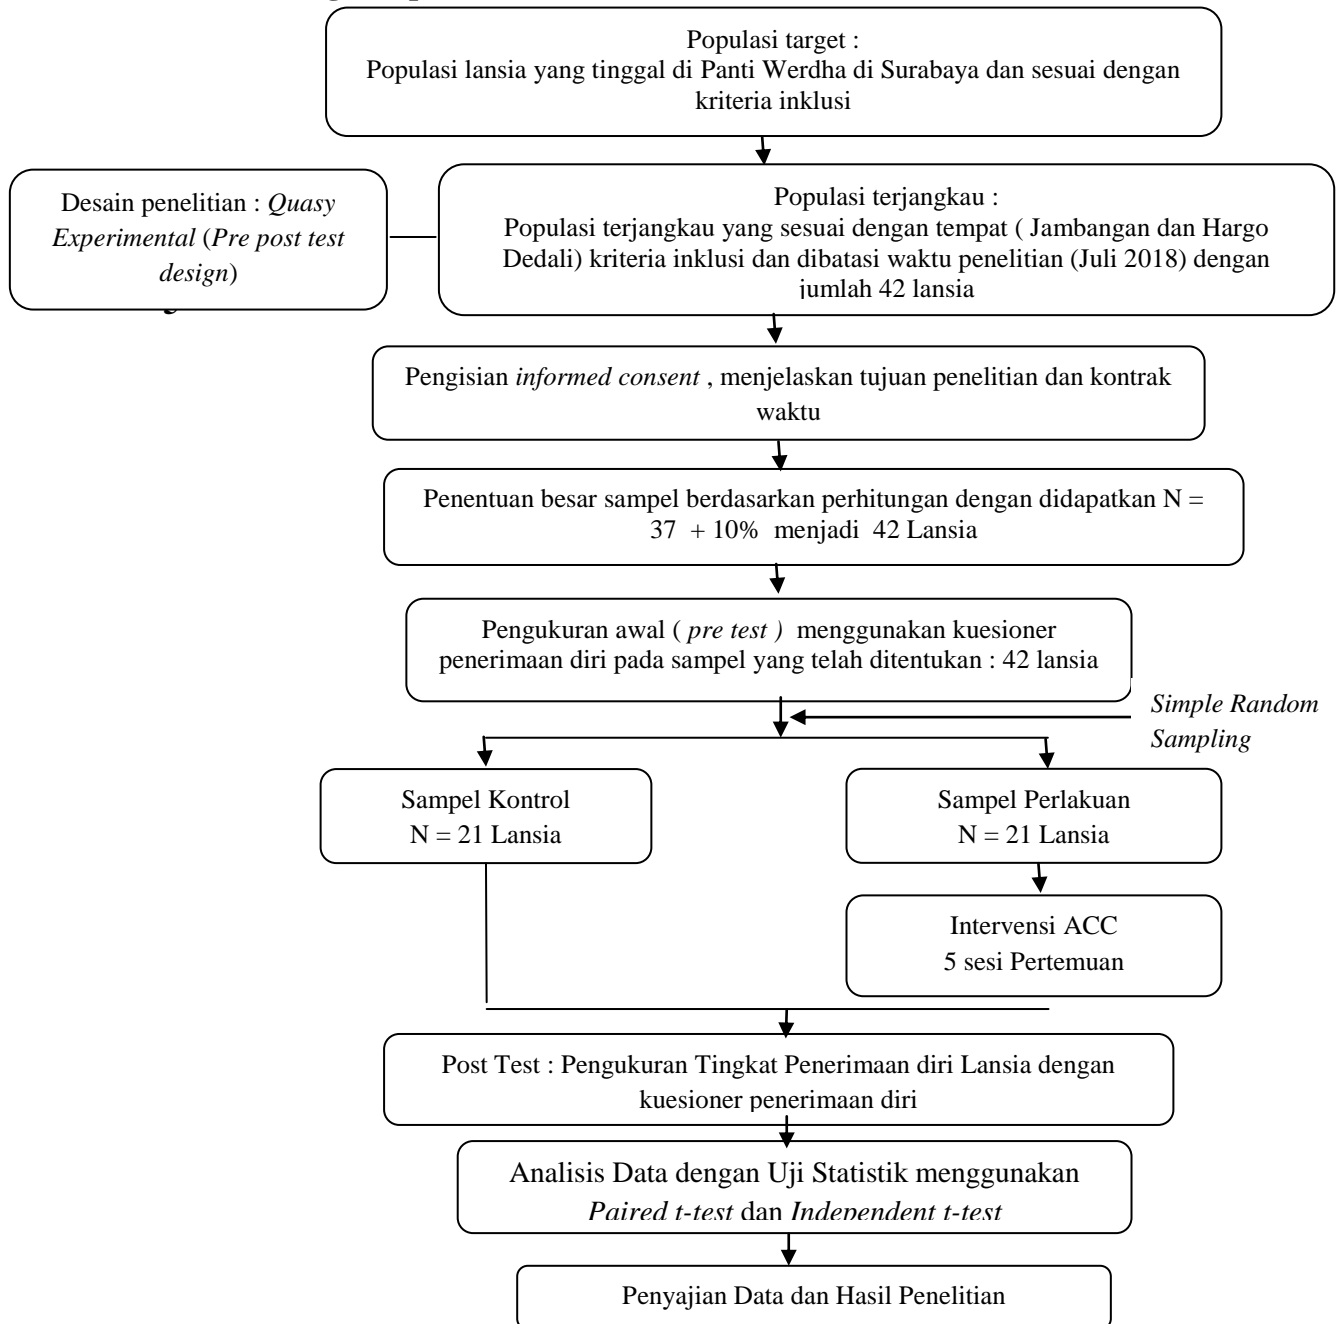 Populasi target :
Populasi lansia yang tinggal di Panti Werdha di Surabaya dan sesuai dengan
kriteria inklusi
Desain penelitian : Quasy
Experimental (Pre post test
design)
Populasi terjangkau :
Populasi terjangkau yang sesuai dengan tempat ( Jambangan dan Hargo
Dedali) kriteria inklusi dan dibatasi waktu penelitian (Juli 2018) dengan
jumlah 42 lansia
Pengisian informed consent , menjelaskan tujuan penelitian dan kontrak
waktu
Penentuan besar sampel berdasarkan perhitungan dengan didapatkan N =
37 + 10% menjadi 42 Lansia
Pengukuran awal ( pre test ) menggunakan kuesioner
penerimaan diri pada sampel yang telah ditentukan : 42 lansia
Simple Random
Sampling
Sampel Kontrol
N = 21 Lansia
Sampel Perlakuan
N = 21 Lansia
Intervensi ACC
5 sesi Pertemuan
Post Test : Pengukuran Tingkat Penerimaan diri Lansia dengan
kuesioner penerimaan diri
Analisis Data dengan Uji Statistik menggunakan
Paired t-test dan Independent t-test
Penyajian Data dan Hasil Penelitian